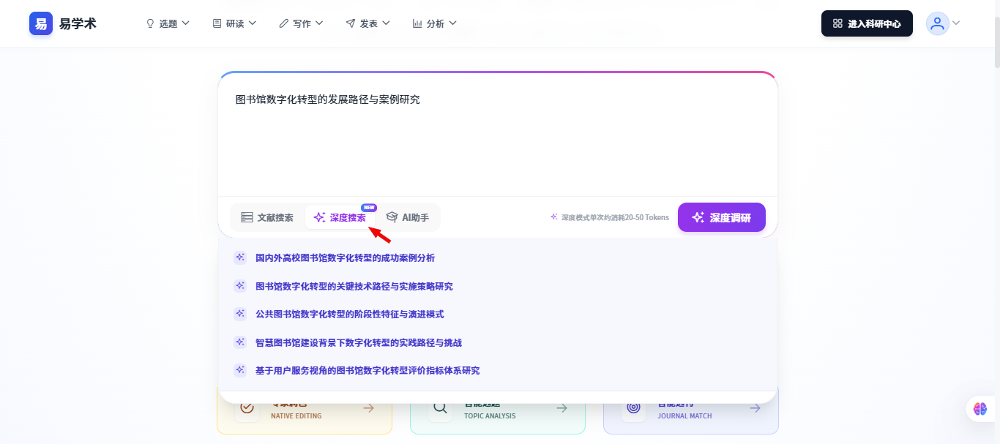 易 易学术 选题 研读 写作 发表 分析 进入科研中心
图书馆数字化转型的发展路径与案例研究
NEW
文献搜索 深度搜索 AI助手 深度模式单次约消耗20-50 Tokens 深度调研
国内外高校图书馆数字化转型的成功案例分析
图书馆数字化转型的关键技术路径与实施策略研究
公共图书馆数字化转型的阶段性特征与演进模式
智慧图书馆建设背景下数字化转型的实践路径与挑战
基于用户服务视角的图书馆数字化转型评价指标体系研究
NATIVE EDITING TOPIC ANALYSIS JOURNAL MATCH